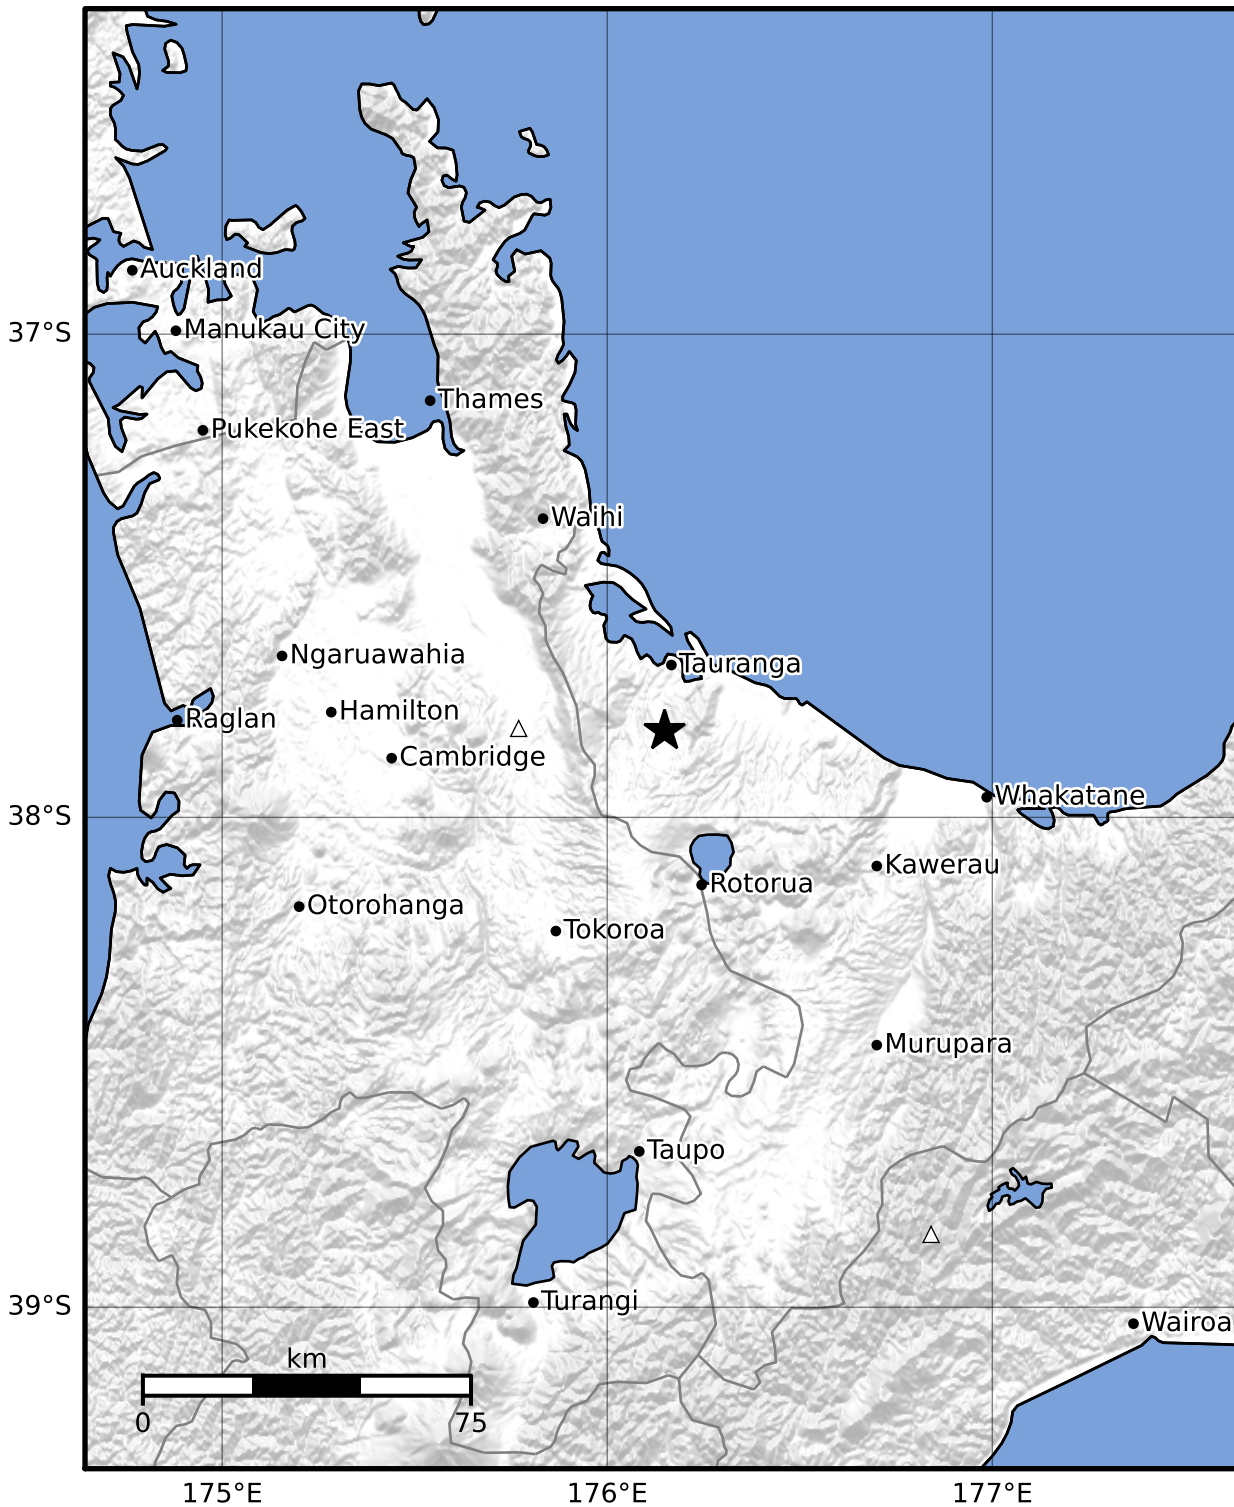 Auckland
Manukau City
37°S
Thames
Pukekohe East
Waihi
Ngaruawahia
Tauranga
Hamilton
Raglan
Cambridge
Whakatane
38°S
Kawerau
Rotorua
Otorohanga
Tokoroa
Murupara
Taupo
39°S
Turangi
Wairoa
km
0
75
175°E
176°E
177°E